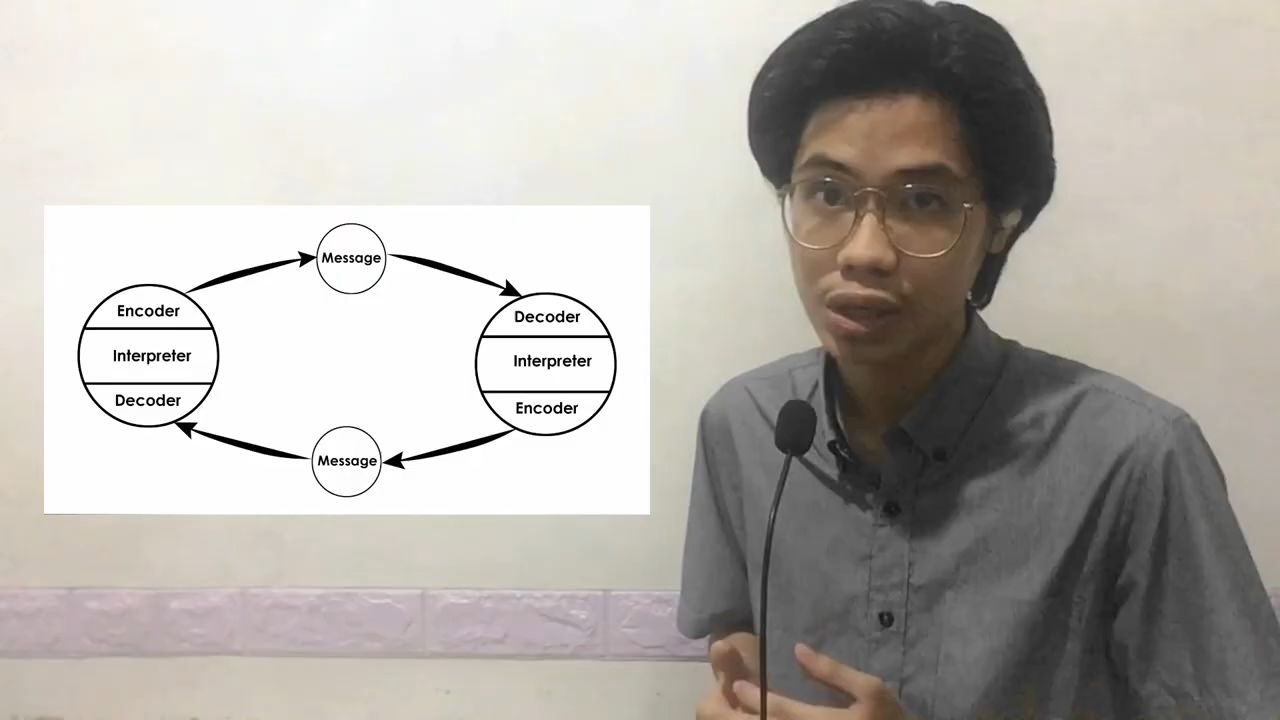 Message
Encoder
Interpreter
Decoder
Decoder
Interpreter
Encoder
Message